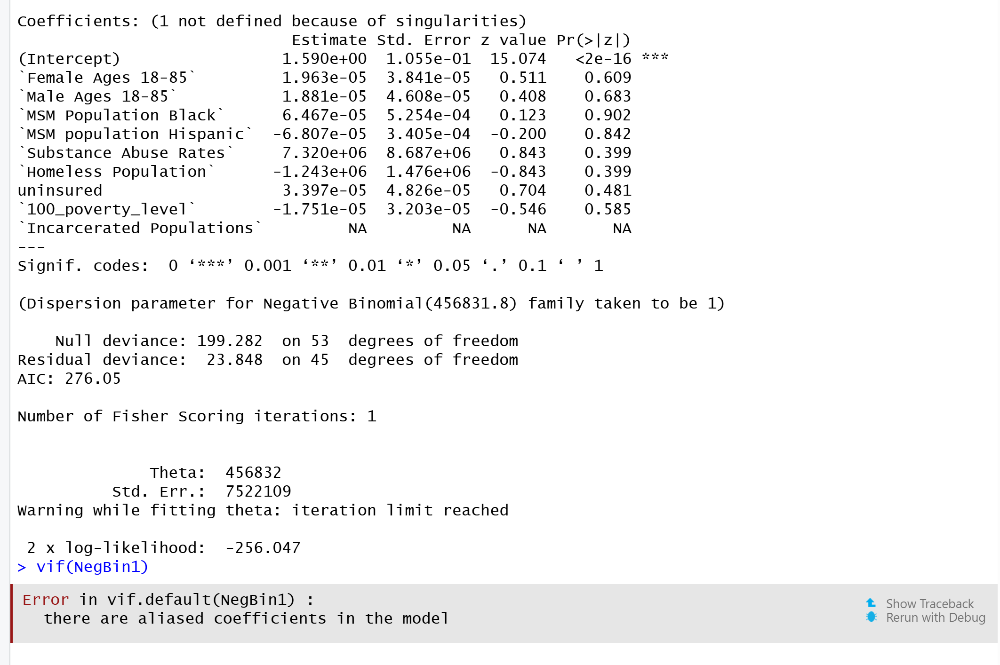 Coefficients: (1 not defined because of singularities)
                             Estimate Std. Error z value Pr(>|z|)
(Intercept)                 1.590e+00  1.055e-01  15.074   <2e-16 ***
`Female Ages 18-85`         1.963e-05  3.841e-05   0.511    0.609
`Male Ages 18-85`           1.881e-05  4.608e-05   0.408    0.683
`MSM Population Black`      6.467e-05  5.254e-04   0.123    0.902
`MSM population Hispanic`  -6.807e-05  3.405e-04  -0.200    0.842
`Substance Abuse Rates`     7.320e+06  8.687e+06   0.843    0.399
`Homeless Population`      -1.243e+06  1.476e+06  -0.843    0.399
uninsured                   3.397e-05  4.826e-05   0.704    0.481
`100_poverty_level`        -1.751e-05  3.203e-05  -0.546    0.585
`Incarcerated Populations`         NA         NA      NA       NA
---
Signif. codes:  0 ‘***’ 0.001 ‘**’ 0.01 ‘*’ 0.05 ‘.’ 0.1 ‘ ’ 1
(Dispersion parameter for Negative Binomial(456831.8) family taken to be 1)
    Null deviance: 199.282  on 53  degrees of freedom
Residual deviance:  23.848  on 45  degrees of freedom
AIC: 276.05
Number of Fisher Scoring iterations: 1
              Theta:  456832
          Std. Err.:  7522109
Warning while fitting theta: iteration limit reached
 2 x log-likelihood:  -256.047
> vif(NegBin1)
Error in vif.default(NegBin1) :
  there are aliased coefficients in the model
Show Traceback
Rerun with Debug